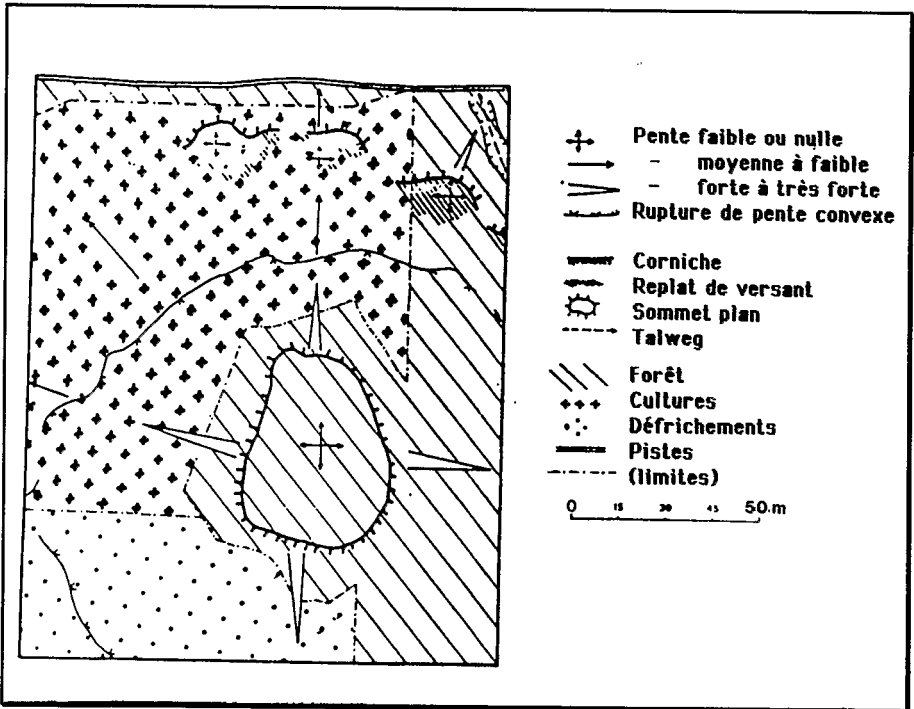 Pente faible ou nulle
- moyenne à faible
- forte à très forte
Rupture de pente convexe
Corniche
Replat de versant
Sommet plan
Talweg
Forêt
Cultures
Défrichements
Pistes
(limites)
0 15 30 45 50.m